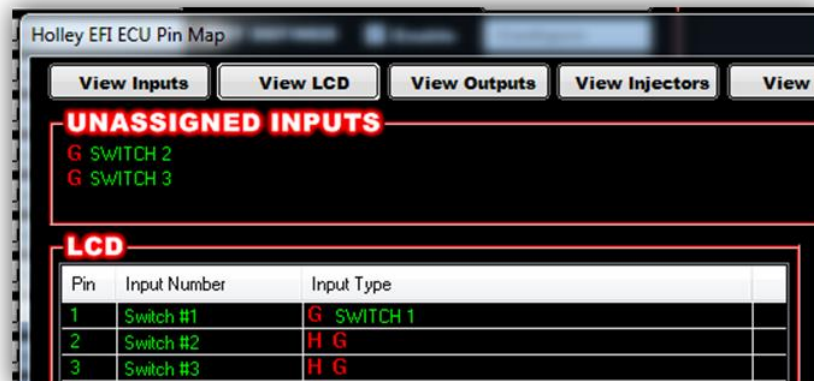 Holley EFI ECU Pin Map
View Inputs View LCD View Outputs View Injectors View
UNASSIGNED INPUTS
G SWITCH 2
G SWITCH 3
LCD
Pin Input Number Input Type
1 Switch #1 G SWITCH 1
2 Switch #2 H G
3 Switch #3 H G